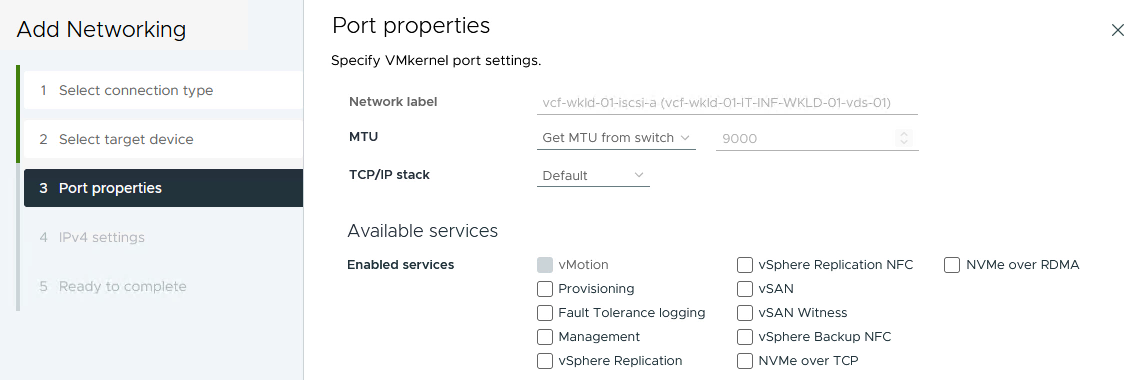 Add Networking
1 Select connection type
2 Select target device
3 Port properties
4 IPv4 settings
5 Ready to complete
Port properties
Specify VMkernel port settings.
Network label vcf-wkld-01-iscsi-a (vcf-wkld-01-IT-INF-WKLD-01-vds-01)
MTU Get MTU from switch 9000
TCP/IP stack Default
Available services
Enabled services vMotion vSphere Replication NFC NVMe over RDMA
Provisioning vSAN
Fault Tolerance logging vSAN Witness
Management vSphere Backup NFC
vSphere Replication NVMe over TCP